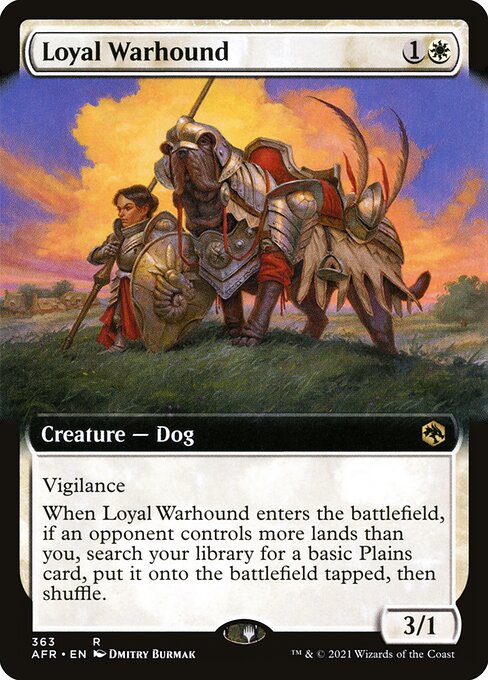 Loyal Warhound 1
Creature — Dog
Vigilance
When Loyal Warhound enters the battlefield,
if an opponent controls more lands than
you, search your library for a basic Plains
card, put it onto the battlefield tapped, then
shuffle.
3/1
363 R
AFR • EN Dmitry Burmak
™ & © 2021 Wizards of the Coast